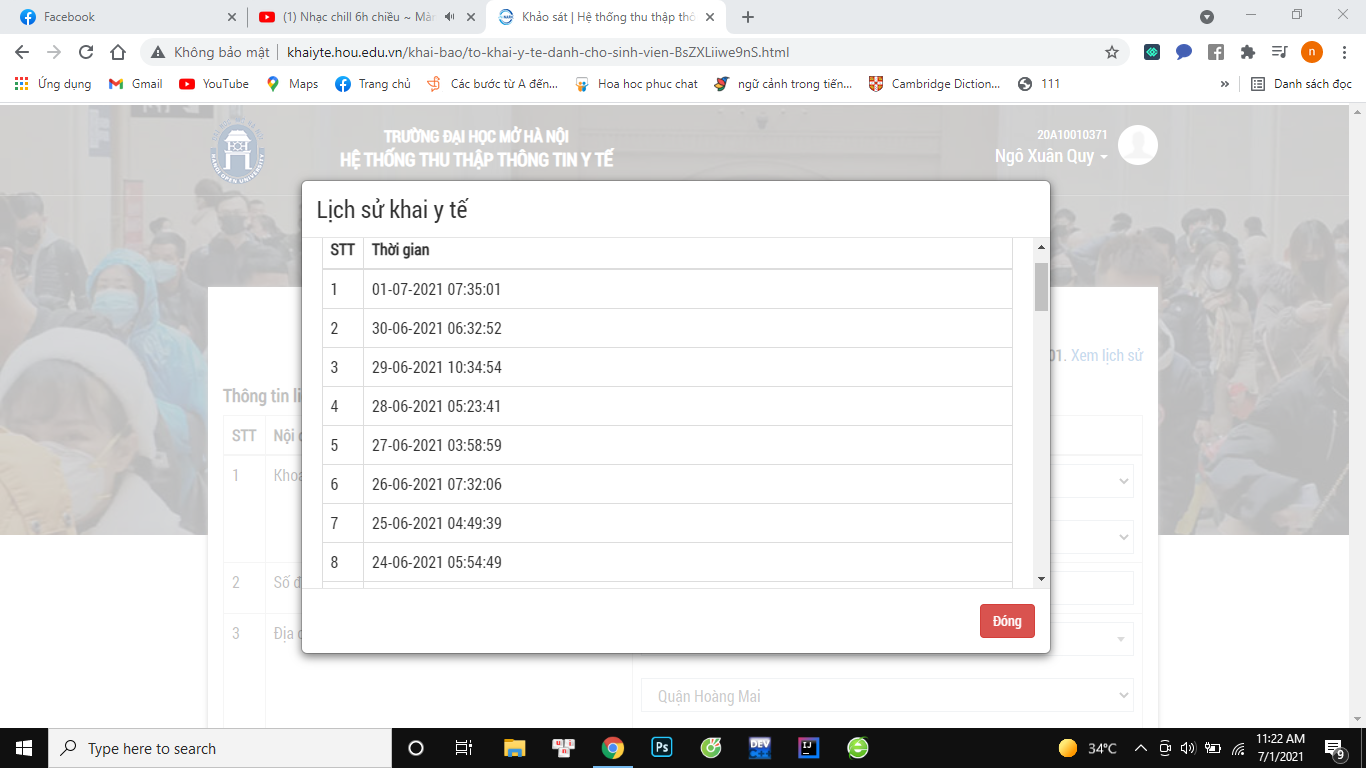 Facebook
(1) Nhạc chill 6h chiều ~ Màn
Khảo sát | Hệ thống thu thập thô
Không bảo mật
khaiyte.hou.edu.vn/khai-bao/to-khai-y-te-danh-cho-sinh-vien-BsZXLiiwe9nS.html
n
Ứng dụng
Gmail
YouTube
Maps
Trang chủ
Các bước từ A đến...
Hoa hoc phuc chat
ngữ cảnh trong tiến...
Cambridge Diction...
111
»
Danh sách đọc
TRƯỜNG ĐẠI HỌC MỞ HÀ NỘI
HỆ THỐNG THU THẬP THÔNG TIN Y TẾ
HANOI OPEN UNIVERSITY
20A10010371
Ngô Xuân Quy
Lịch sử khai y tế
STT Thời gian
1 01-07-2021 07:35:01
2 30-06-2021 06:32:52
3 29-06-2021 10:34:54
4 28-06-2021 05:23:41
5 27-06-2021 03:58:59
6 26-06-2021 07:32:06
7 25-06-2021 04:49:39
8 24-06-2021 05:54:49
Đóng
01. Xem lịch sử
Thông tin li
STT Nội d
1 Khoa
2 Số đ
3 Địa c
Quận Hoàng Mai
Type here to search
Ps
DEV
IJ
34°C
11:22 AM
7/1/2021
9